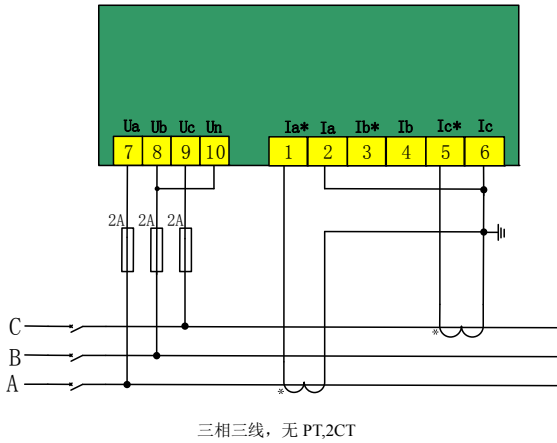 Ua Ub Uc Un Ia* Ia Ib* Ib Ic* Ic
7 8 9 10 1 2 3 4 5 6
2A 2A 2A
C
*
B
A
*
三相三线，无 PT,2CT